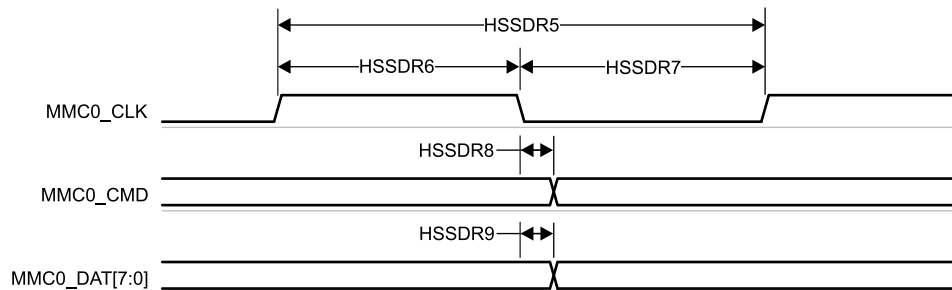 HSSDR5
HSSDR6 HSSDR7
MMC0_CLK
HSSDR8
MMC0_CMD
HSSDR9
MMC0_DAT[7:0]